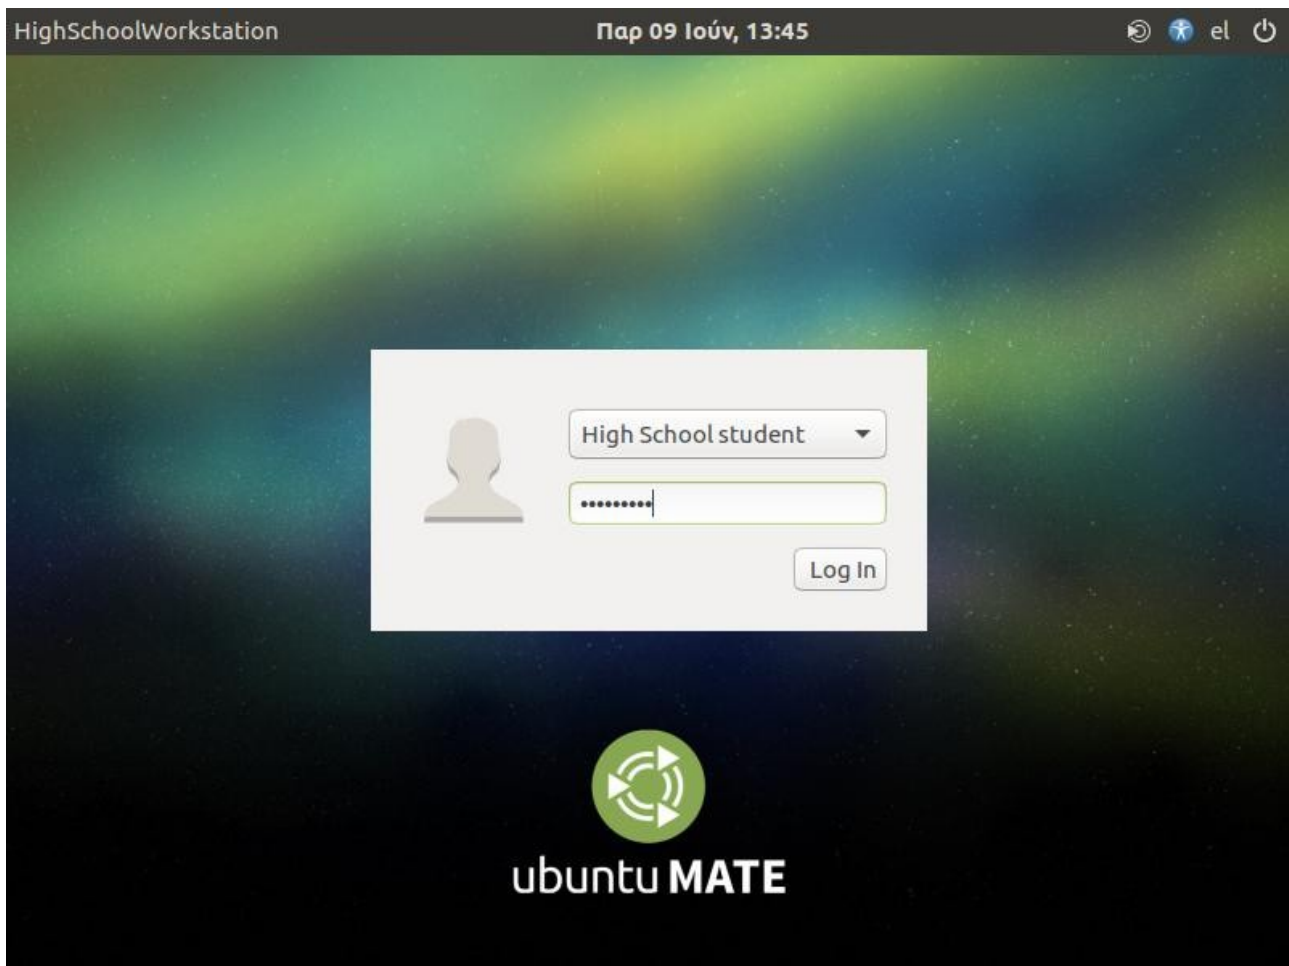 HighSchoolWorkstation Παρ 09 Ιούν, 13:45 el
High School student
•••••••••
Log In
ubuntu MATE